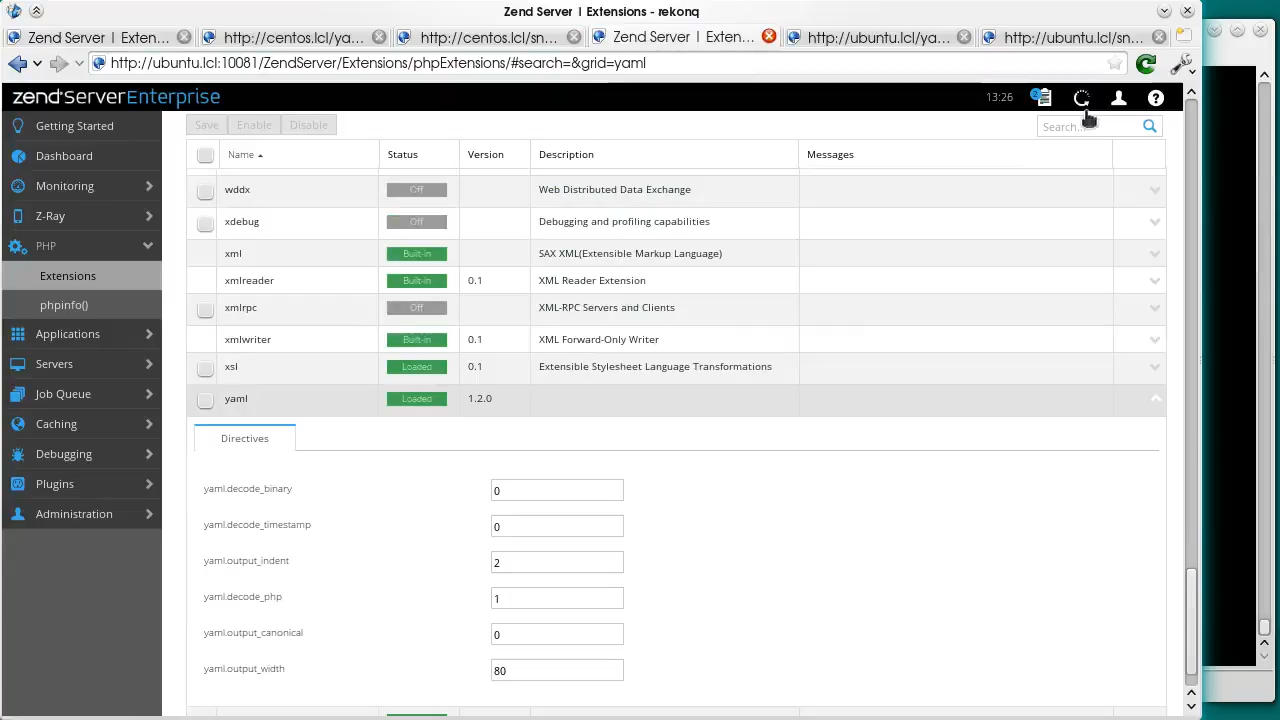 Zend Server | Extensions - rekonq
Zend Server | Exten...
http://centos.lcl/ya...
Zend Server | Exten...
http://ubuntu.lcl/ya...
http://ubuntu.lcl/sn...
http://ubuntu.lcl:10081/ZendServer/Extensions/phpExtensions/#search=&grid=yaml
zend Server Enterprise
13:26
Getting Started
Dashboard
Monitoring
Z-Ray
PHP
Extensions
phpinfo()
Applications
Servers
Job Queue
Caching
Debugging
Plugins
Administration
Save Enable Disable
Search...
Name Status Version Description Messages
wddx Off Web Distributed Data Exchange
xdebug Off Debugging and profiling capabilities
xml Built-in SAX XML(Extensible Markup Language)
xmlreader Built-in 0.1 XML Reader Extension
xmlrpc Off XML-RPC Servers and Clients
xmlwriter Built-in 0.1 XML Forward-Only Writer
xsl Loaded 0.1 Extensible Stylesheet Language Transformations
yaml Loaded 1.2.0
Directives
yaml.decode_binary 0
yaml.decode_timestamp 0
yaml.output_indent 2
yaml.decode_php 1
yaml.output_canonical 0
yaml.output_width 80